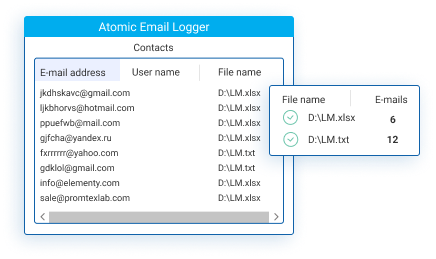 Atomic Email Logger
Contacts
E-mail address User name File name
jkdhskavc@gmail.com D:\LM.xlsx
ljkbhorvs@hotmail.com D:\LM.xlsx
ppuefwb@mail.com D:\LM.xlsx
gjfcha@yandex.ru D:\LM.xlsx
fxrrrrrr@yahoo.com D:\LM.txt
gdklol@gmail.com D:\LM.txt
info@elementy.com D:\LM.xlsx
sale@promtexlab.com D:\LM.xlsx
File name E-mails
D:\LM.xlsx 6
D:\LM.txt 12